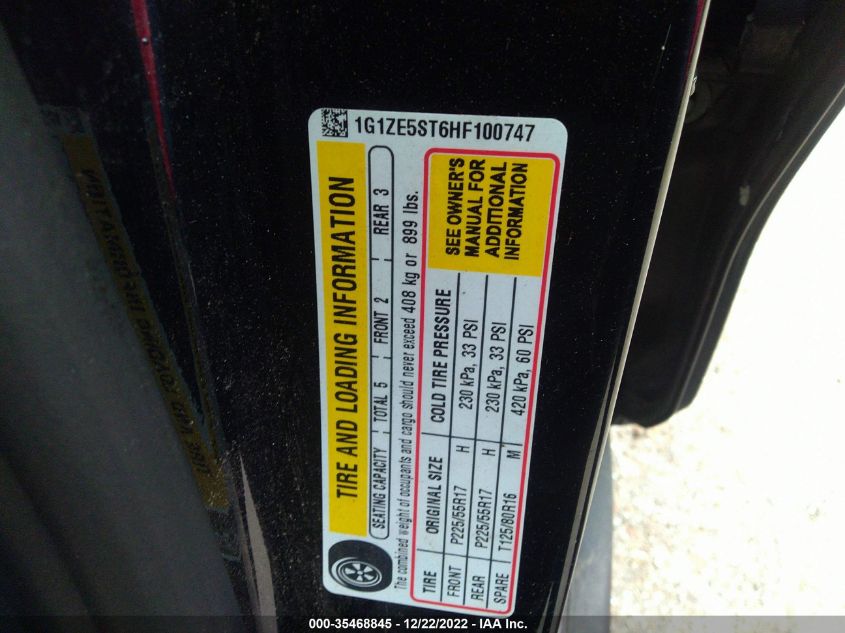 1G1ZE5ST6HF100747
TIRE AND LOADING INFORMATION
SEATING CAPACITY TOTAL 5 FRONT 2 REAR 3
The combined weight of occupants and cargo should never exceed 408 kg or 899 lbs.
TIRE ORIGINAL SIZE COLD TIRE PRESSURE
FRONT P225/55R17 H 230 kPa, 33 PSI
REAR P225/55R17 H 230 kPa, 33 PSI
SPARE T125/80R16 M 420 kPa, 60 PSI
SEE OWNER'S
MANUAL FOR
ADDITIONAL
INFORMATION
000-35468845 - 12/22/2022 - IAA Inc.